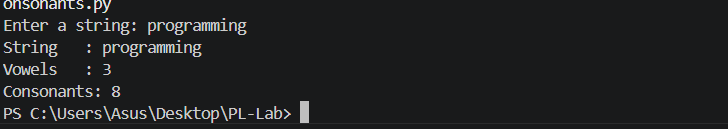 onsonants.py
Enter a string: programming
String   : programming
Vowels   : 3
Consonants: 8
PS C:\Users\Asus\Desktop\PL-Lab>